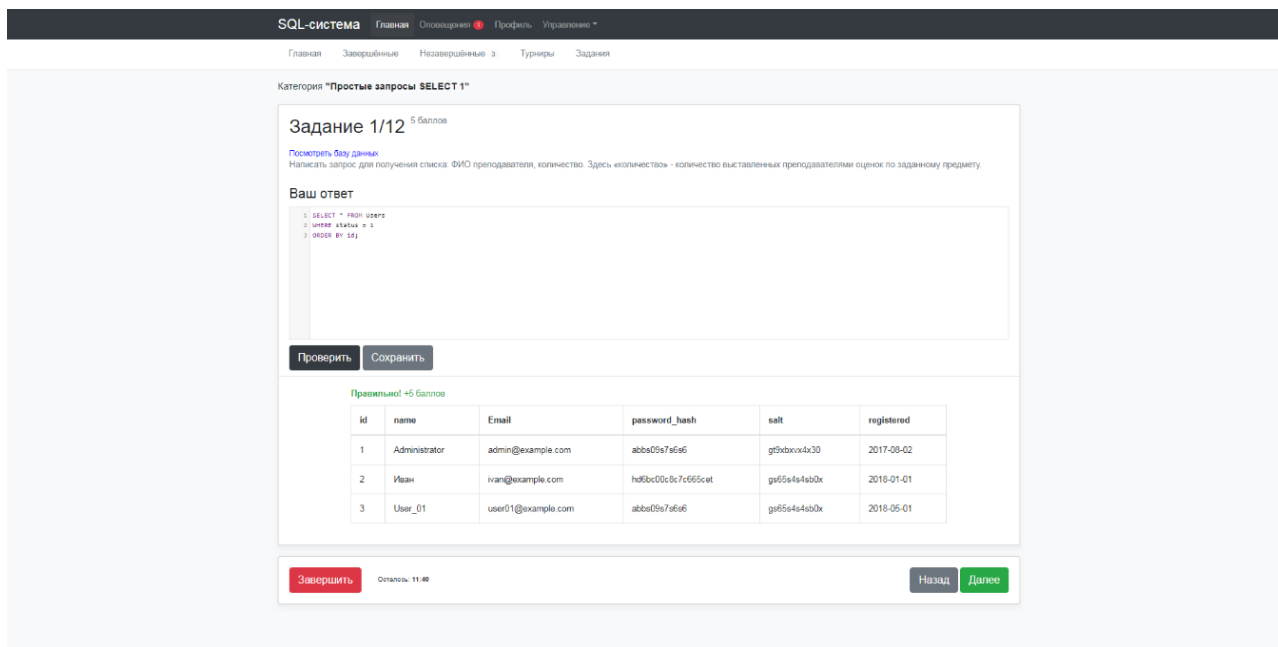 SQL-система Главная Оповещения 1 Профиль Управление
Главная Завершённые Незавершённые 3 Турниры Задания
Категория "Простые запросы SELECT 1"
Задание 1/12 5 баллов
Посмотреть базу данных
Написать запрос для получения списка: ФИО преподавателя, количество. Здесь «количество» - количество выставленных преподавателями оценок по заданному предмету.
Ваш ответ
1 SELECT * FROM Users
2 WHERE status = 1
3 ORDER BY id;
Проверить Сохранить
Правильно! +5 баллов
id name Email password_hash salt registered
1 Administrator admin@example.com abbs09s7s6s6 gt9xbxvx4x30 2017-08-02
2 Иван ivan@example.com hd6bc00c8c7c665cet gs65s4s4sb0x 2018-01-01
3 User_01 user01@example.com abbs09s7s6s6 gs65s4s4sb0x 2018-05-01
Завершить Осталось: 11:40 Назад Далее